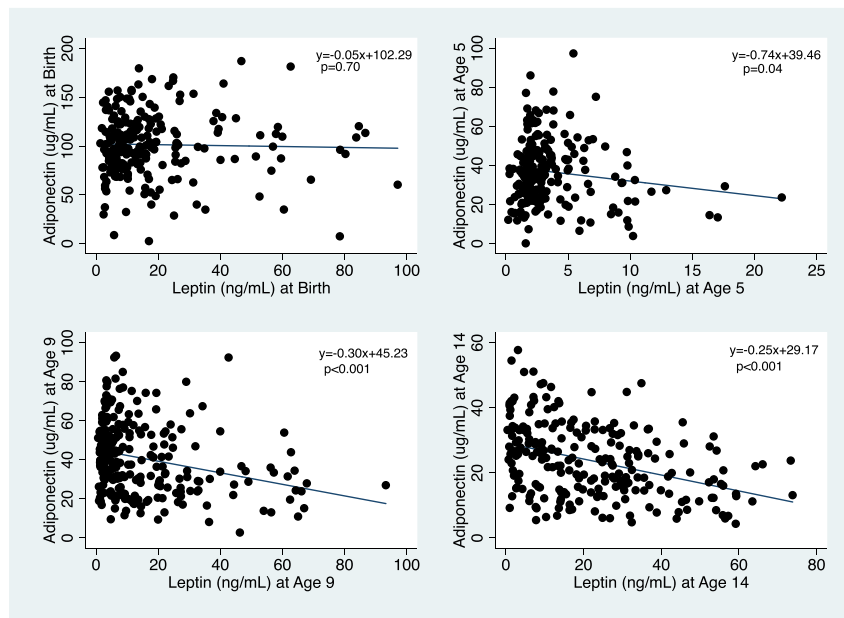 y=-0.05x+102.29
p=0.70
Adiponectin (ug/mL) at Birth
200
150
100
50
0
0 20 40 60 80 100
Leptin (ng/mL) at Birth
y=-0.74x+39.46
p=0.04
Adiponectin (ug/mL) at Age 5
100
80
60
40
20
0
0 5 10 15 20 25
Leptin (ng/mL) at Age 5
y=-0.30x+45.23
p<0.001
Adiponectin (ug/mL) at Age 9
100
80
60
40
20
0
0 20 40 60 80 100
Leptin (ng/mL) at Age 9
y=-0.25x+29.17
p<0.001
Adiponectin (ug/mL) at Age 14
60
40
20
0
0 20 40 60 80
Leptin (ng/mL) at Age 14